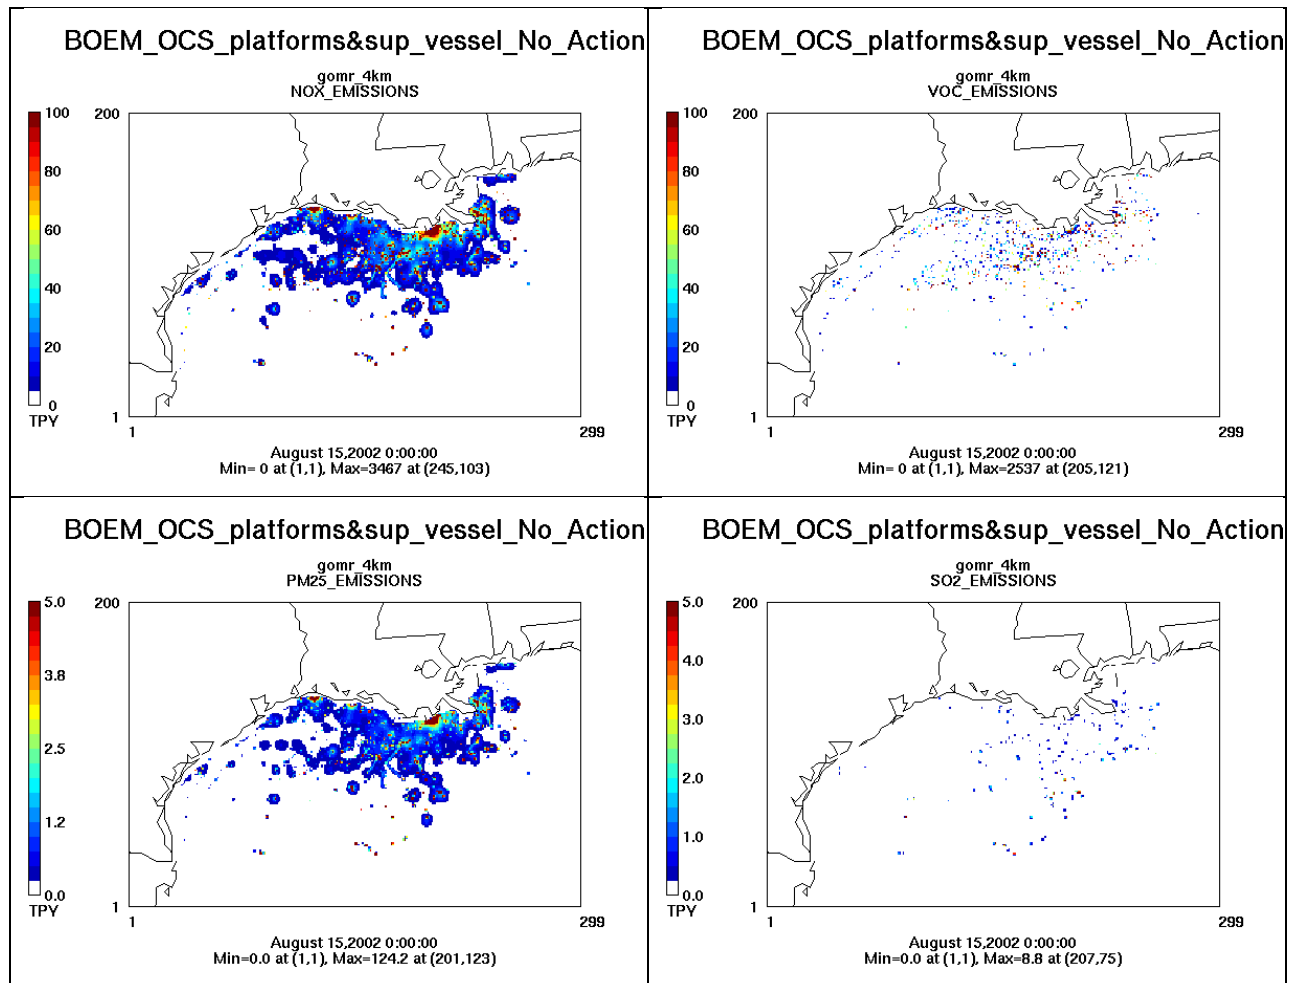 BOEM_OCS_platforms&sup_vessel_No_Action
gomr_4km
NOX_EMISSIONS
100
80
60
40
20
0
TPY
200
1
1
299
August 15,2002 0:00:00
Min= 0 at (1,1), Max=3467 at (245,103)
BOEM_OCS_platforms&sup_vessel_No_Action
gomr_4km
VOC_EMISSIONS
100
80
60
40
20
0
TPY
200
1
1
299
August 15,2002 0:00:00
Min= 0 at (1,1), Max=2537 at (205,121)
BOEM_OCS_platforms&sup_vessel_No_Action
gomr_4km
PM25_EMISSIONS
5.0
3.8
2.5
1.2
0.0
TPY
200
1
1
299
August 15,2002 0:00:00
Min=0.0 at (1,1), Max=124.2 at (201,123)
BOEM_OCS_platforms&sup_vessel_No_Action
gomr_4km
SO2_EMISSIONS
5.0
4.0
3.0
2.0
1.0
0.0
TPY
200
1
1
299
August 15,2002 0:00:00
Min=0.0 at (1,1), Max=8.8 at (207,75)